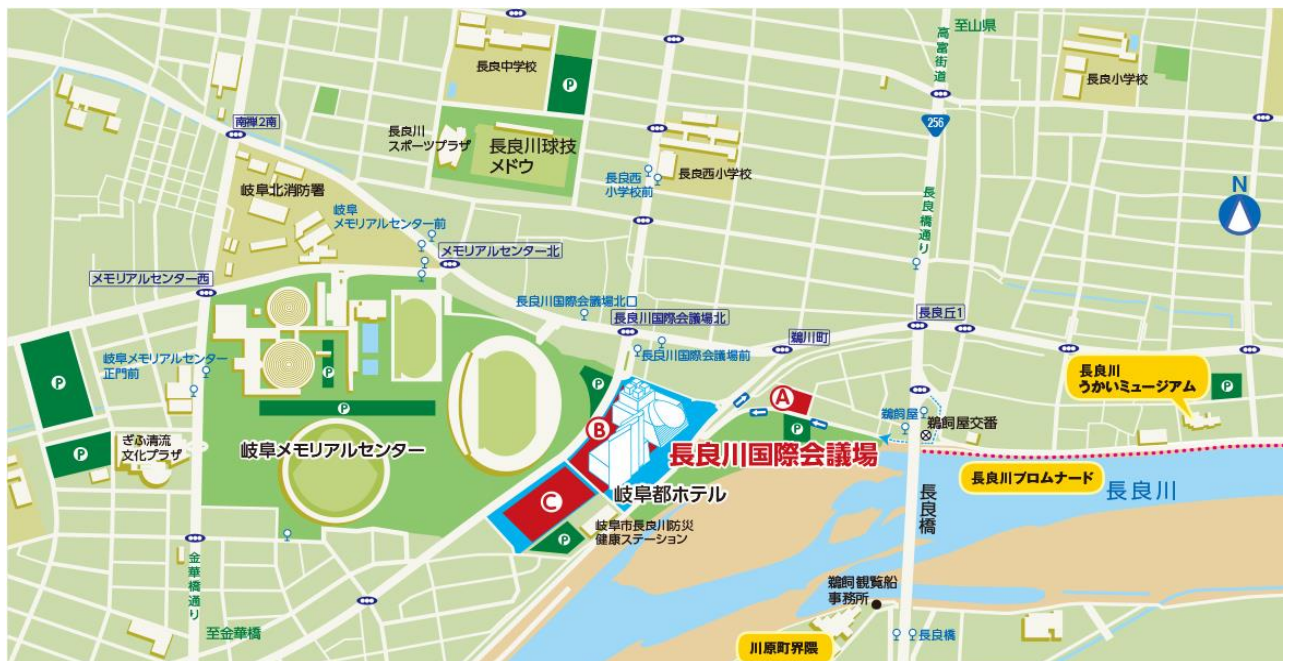 至山県
高富街道
長良中学校
P
長良小学校
南禅2南
256
長良川
スポーツプラザ
長良川球技
メドウ
長良西
小学校前
長良西小学校
岐阜北消防署
長良橋通り
N
岐阜
メモリアルセンター前
メモリアルセンター北
メモリアルセンター西
長良川国際会議場北口
長良川国際会議場北
長良丘1
鵜川町
長良川国際会議前
岐阜メモリアルセンター
正門前
長良川
うかいミュージアム
P
P
P
P
P
A
P
B
鵜飼屋
鵜飼屋交番
ぎふ清流
文化プラザ
P
岐阜メモリアルセンター
長良川国際会議場
長良川プロムナード
長良川
岐阜都ホテル
C
長良橋
岐阜市長良川防災
健康ステーション
P
金華橋通り
鵜飼観覧船
事務所
至金華橋
長良橋
川原町界隈